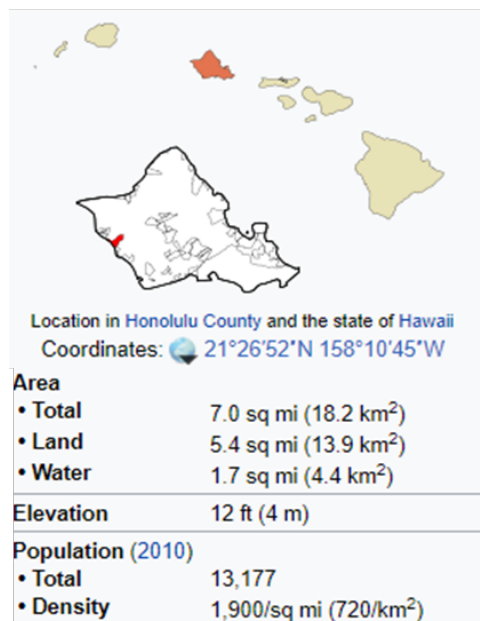 Location in Honolulu County and the state of Hawaii
Coordinates: 21°26′52″N 158°10′45″W
Area
• Total 7.0 sq mi (18.2 km²)
• Land 5.4 sq mi (13.9 km²)
• Water 1.7 sq mi (4.4 km²)
Elevation 12 ft (4 m)
Population (2010)
• Total 13,177
• Density 1,900/sq mi (720/km²)